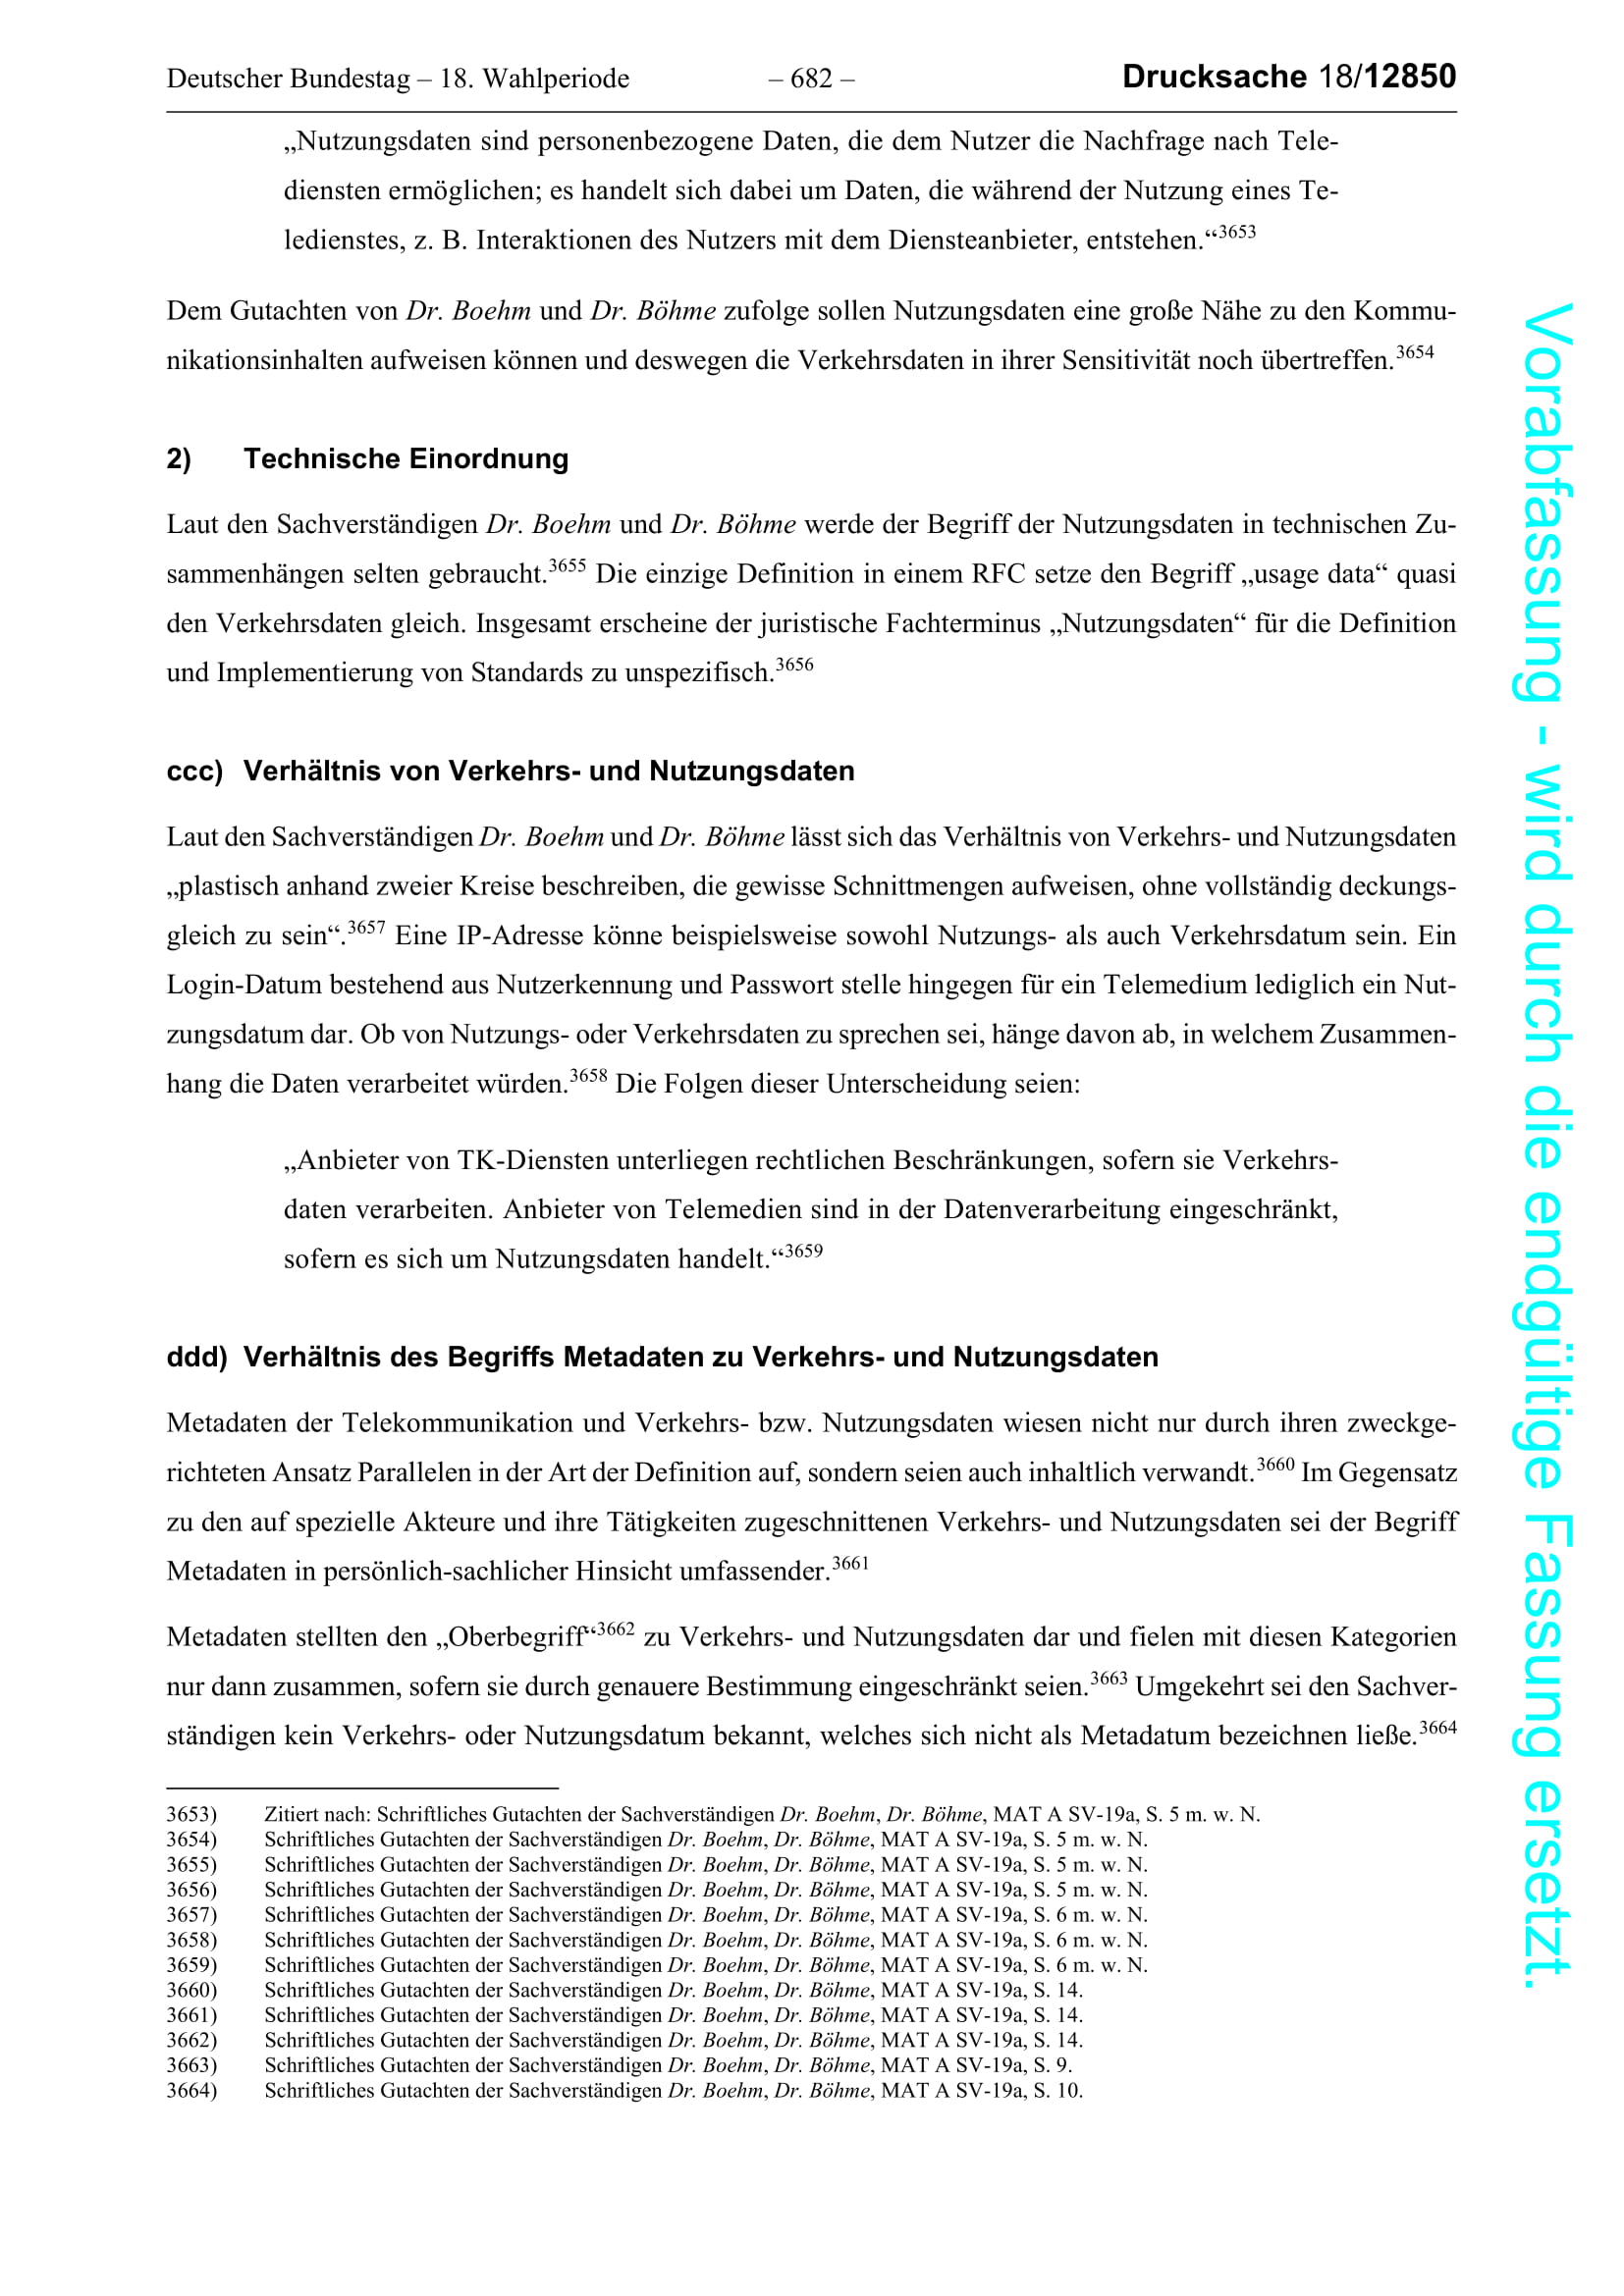 Deutscher Bundestag – 18. Wahlperiode – 682 – Drucksache 18/12850
„Nutzungsdaten sind personenbezogene Daten, die dem Nutzer die Nachfrage nach Tele-
diensten ermöglichen; es handelt sich dabei um Daten, die während der Nutzung eines Te-
ledienstes, z. B. Interaktionen des Nutzers mit dem Diensteanbieter, entstehen.“3653
Dem Gutachten von Dr. Boehm und Dr. Böhme zufolge sollen Nutzungsdaten eine große Nähe zu den Kommu-
nikationsinhalten aufweisen können und deswegen die Verkehrsdaten in ihrer Sensitivität noch übertreffen.3654
2) Technische Einordnung
Laut den Sachverständigen Dr. Boehm und Dr. Böhme werde der Begriff der Nutzungsdaten in technischen Zu-
sammenhängen selten gebraucht.3655 Die einzige Definition in einem RFC setze den Begriff „usage data“ quasi
den Verkehrsdaten gleich. Insgesamt erscheine der juristische Fachterminus „Nutzungsdaten“ für die Definition
und Implementierung von Standards zu unspezifisch.3656
ccc) Verhältnis von Verkehrs- und Nutzungsdaten
Laut den Sachverständigen Dr. Boehm und Dr. Böhme lässt sich das Verhältnis von Verkehrs- und Nutzungsdaten
„plastisch anhand zweier Kreise beschreiben, die gewisse Schnittmengen aufweisen, ohne vollständig deckungs-
gleich zu sein“.3657 Eine IP-Adresse könne beispielsweise sowohl Nutzungs- als auch Verkehrsdatum sein. Ein
Login-Datum bestehend aus Nutzerkennung und Passwort stelle hingegen für ein Telemedium lediglich ein Nut-
zungsdatum dar. Ob von Nutzungs- oder Verkehrsdaten zu sprechen sei, hänge davon ab, in welchem Zusammen-
hang die Daten verarbeitet würden.3658 Die Folgen dieser Unterscheidung seien:
„Anbieter von TK-Diensten unterliegen rechtlichen Beschränkungen, sofern sie Verkehrs-
daten verarbeiten. Anbieter von Telemedien sind in der Datenverarbeitung eingeschränkt,
sofern es sich um Nutzungsdaten handelt.“3659
ddd) Verhältnis des Begriffs Metadaten zu Verkehrs- und Nutzungsdaten
Metadaten der Telekommunikation und Verkehrs- bzw. Nutzungsdaten wiesen nicht nur durch ihren zweckge-
richteten Ansatz Parallelen in der Art der Definition auf, sondern seien auch inhaltlich verwandt.3660 Im Gegensatz
zu den auf spezielle Akteure und ihre Tätigkeiten zugeschnittenen Verkehrs- und Nutzungsdaten sei der Begriff
Metadaten in persönlich-sachlicher Hinsicht umfassender.3661
Metadaten stellten den „Oberbegriff“3662 zu Verkehrs- und Nutzungsdaten dar und fielen mit diesen Kategorien
nur dann zusammen, sofern sie durch genauere Bestimmung eingeschränkt seien.3663 Umgekehrt sei den Sachver-
ständigen kein Verkehrs- oder Nutzungsdatum bekannt, welches sich nicht als Metadatum bezeichnen ließe.3664
3653) Zitiert nach: Schriftliches Gutachten der Sachverständigen Dr. Boehm, Dr. Böhme, MAT A SV-19a, S. 5 m. w. N.
3654) Schriftliches Gutachten der Sachverständigen Dr. Boehm, Dr. Böhme, MAT A SV-19a, S. 5 m. w. N.
3655) Schriftliches Gutachten der Sachverständigen Dr. Boehm, Dr. Böhme, MAT A SV-19a, S. 5 m. w. N.
3656) Schriftliches Gutachten der Sachverständigen Dr. Boehm, Dr. Böhme, MAT A SV-19a, S. 5 m. w. N.
3657) Schriftliches Gutachten der Sachverständigen Dr. Boehm, Dr. Böhme, MAT A SV-19a, S. 6 m. w. N.
3658) Schriftliches Gutachten der Sachverständigen Dr. Boehm, Dr. Böhme, MAT A SV-19a, S. 6 m. w. N.
3659) Schriftliches Gutachten der Sachverständigen Dr. Boehm, Dr. Böhme, MAT A SV-19a, S. 6 m. w. N.
3660) Schriftliches Gutachten der Sachverständigen Dr. Boehm, Dr. Böhme, MAT A SV-19a, S. 14.
3661) Schriftliches Gutachten der Sachverständigen Dr. Boehm, Dr. Böhme, MAT A SV-19a, S. 14.
3662) Schriftliches Gutachten der Sachverständigen Dr. Boehm, Dr. Böhme, MAT A SV-19a, S. 14.
3663) Schriftliches Gutachten der Sachverständigen Dr. Boehm, Dr. Böhme, MAT A SV-19a, S. 9.
3664) Schriftliches Gutachten der Sachverständigen Dr. Boehm, Dr. Böhme, MAT A SV-19a, S. 10.
Vorabfassung - wird durch die endgültige Fassung ersetzt.